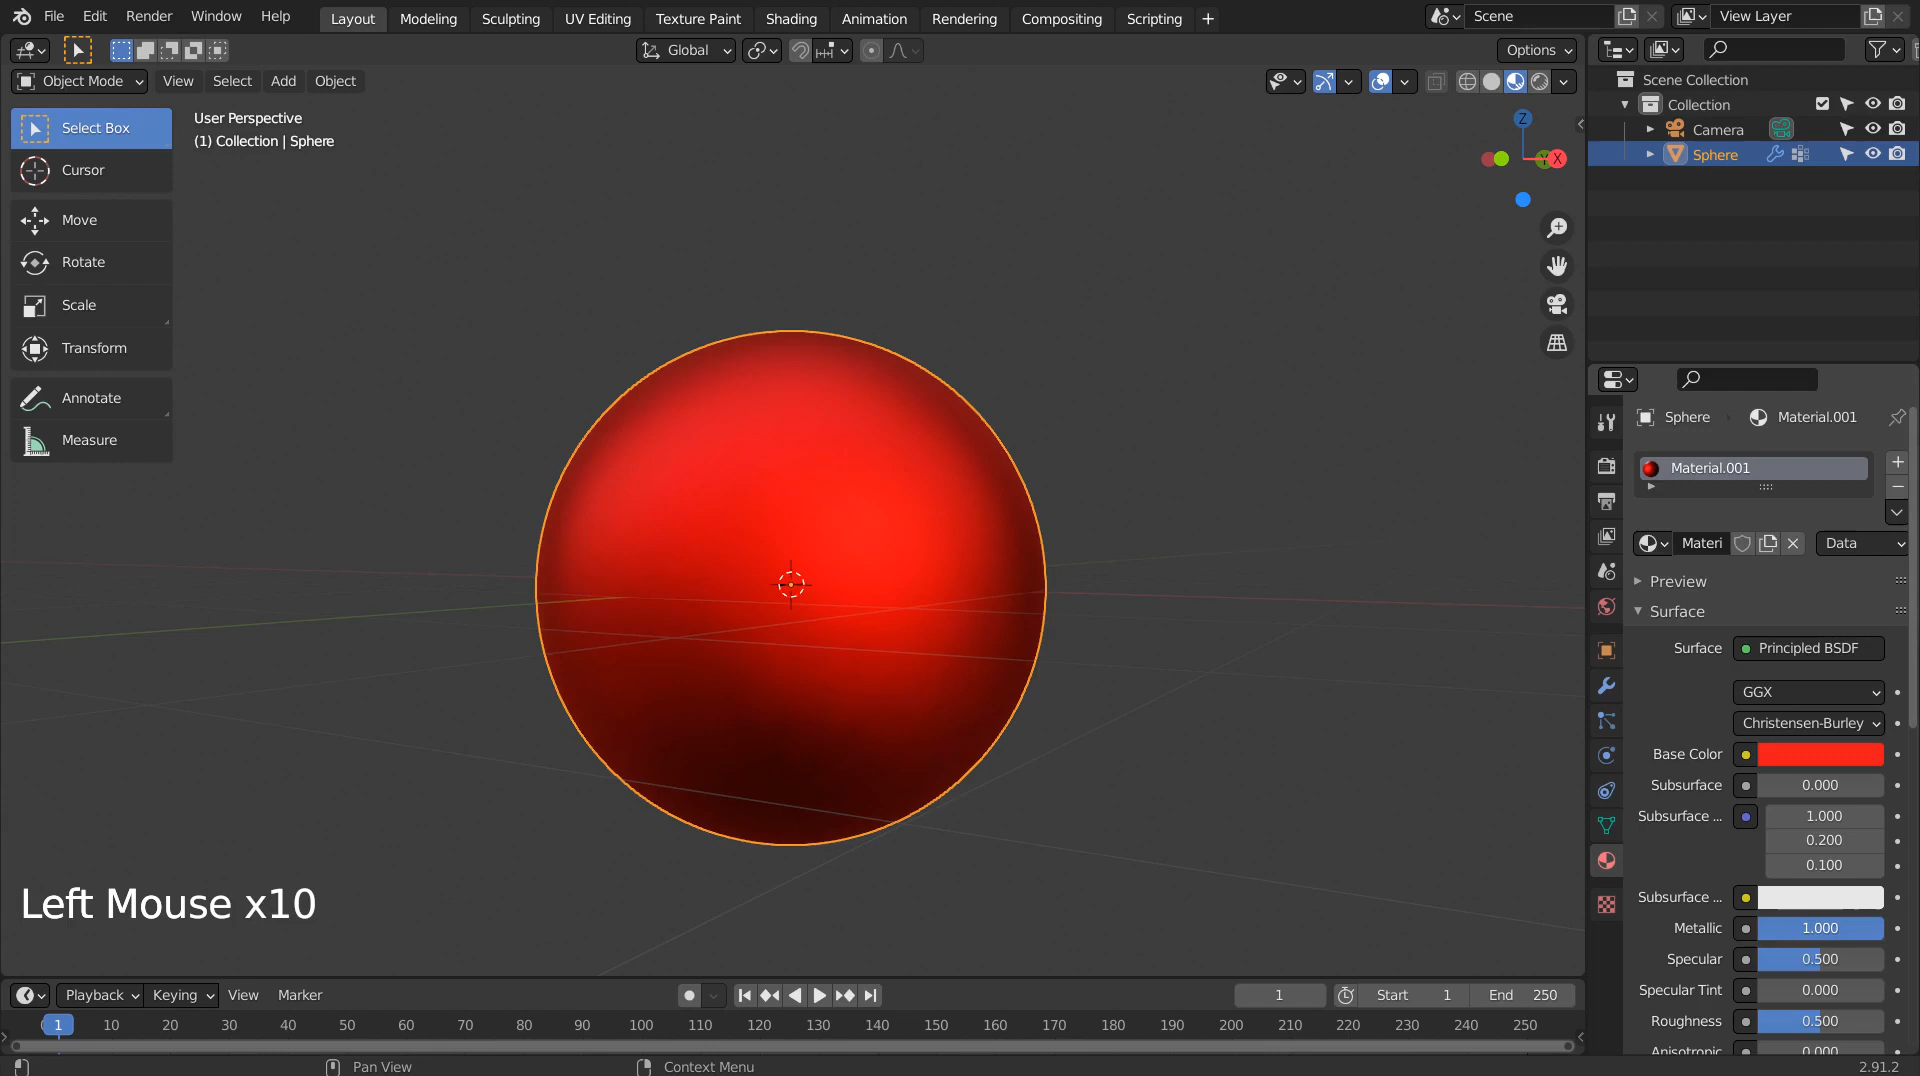 File Edit Render Window Help Layout Modeling Sculpting UV Editing Texture Paint Shading Animation Rendering Compositing Scripting + Scene View Layer
Global Options
Object Mode View Select Add Object
Select Box
Cursor
Move
Rotate
Scale
Transform
Annotate
Measure
User Perspective
(1) Collection | Sphere
Z
Y X
Left Mouse x10
Scene Collection
Collection
Camera
Sphere
Sphere Material.001
Material.001
Materi Data
Preview
Surface
Surface Principled BSDF
GGX
Christensen-Burley
Base Color
Subsurface 0.000
Subsurface ... 1.000
0.200
0.100
Subsurface ...
Metallic 1.000
Specular 0.500
Specular Tint 0.000
Roughness 0.500
Anisotropic 0.000
Playback Keying View Marker 1 Start 1 End 250
1 10 20 30 40 50 60 70 80 90 100 110 120 130 140 150 160 170 180 190 200 210 220 230 240 250
Pan View Context Menu 2.91.2